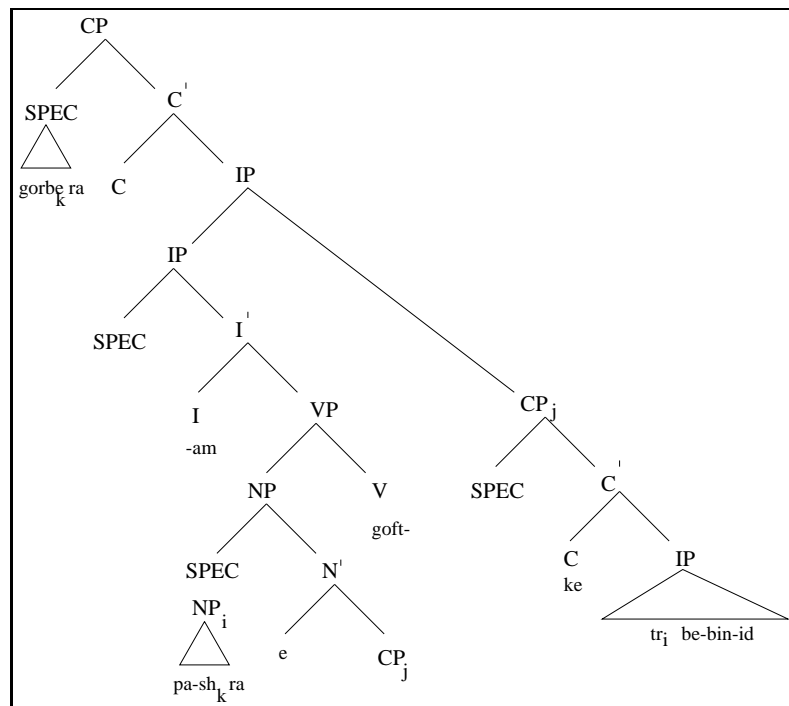 CP
SPEC C'
gorbe k ra C IP
IP
SPEC I'
I VP CP j
-am
NP V SPEC C'
goft-
SPEC N' C IP
ke
NP i
e CP j tr i be-bin-id
pa-sh k ra